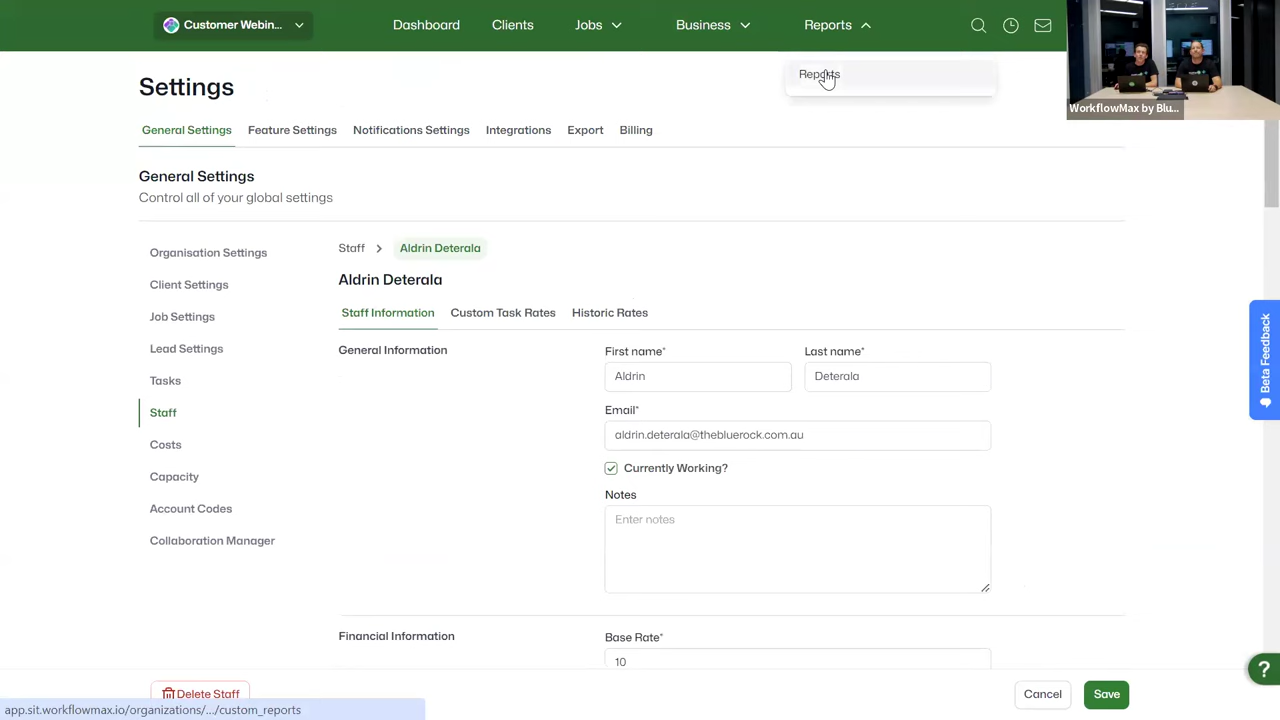 Customer Webin...
Dashboard
Clients
Jobs
Business
Reports
Reports
WorkflowMax by Blu...
Settings
General Settings
Feature Settings
Notifications Settings
Integrations
Export
Billing
General Settings
Control all of your global settings
Organisation Settings
Client Settings
Job Settings
Lead Settings
Tasks
Staff
Costs
Capacity
Account Codes
Collaboration Manager
Staff
Aldrin Deterala
Aldrin Deterala
Staff Information
Custom Task Rates
Historic Rates
General Information
First name*
Last name*
Aldrin
Deterala
Email*
aldrin.deterala@thebluerock.com.au
Currently Working?
Notes
Enter notes
Financial Information
Base Rate*
10
Beta Feedback
?
Delete Staff
Cancel
Save
app.sit.workflowmax.io/organizations/.../custom_reports